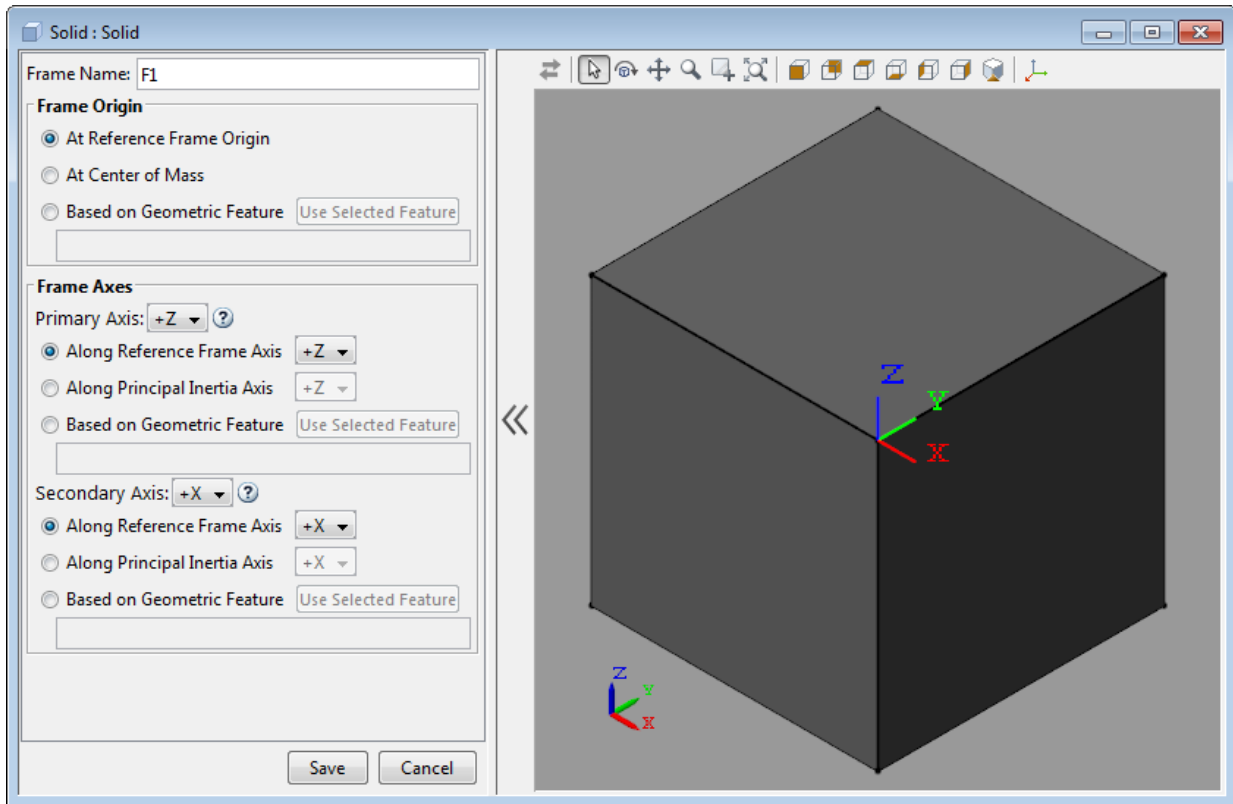 Solid : Solid
Frame Name: F1
Frame Origin
At Reference Frame Origin
At Center of Mass
Based on Geometric Feature Use Selected Feature
Frame Axes
Primary Axis: +Z ?
Along Reference Frame Axis +Z
Along Principal Inertia Axis +Z
Based on Geometric Feature Use Selected Feature
Secondary Axis: +X ?
Along Reference Frame Axis +X
Along Principal Inertia Axis +X
Based on Geometric Feature Use Selected Feature
Save Cancel
Z
Y
X
Z
Y
X